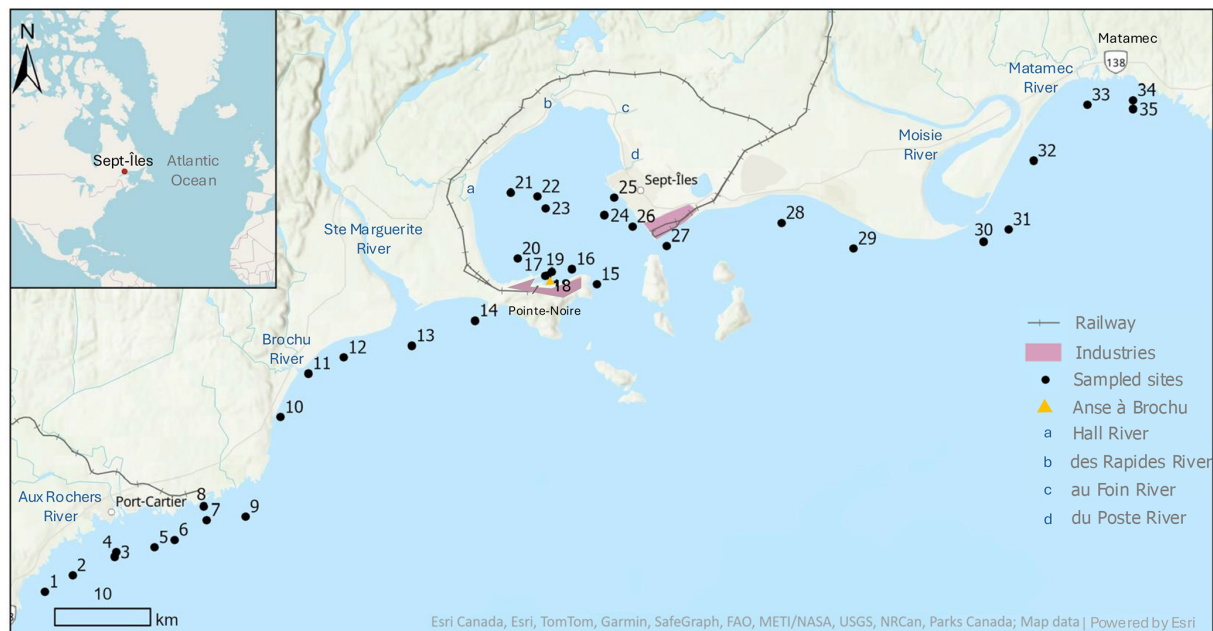 N
Sept-Îles
Atlantic
Ocean
Matamec
138
Matamec
River
Moisie
River
b
c
d
a
Sept-Îles
Ste Marguerite
River
Brochu
River
Pointe-Noire
Aux Rochers
River
Port-Cartier
1
2
3
4
5
6
7
8
9
10
11
12
13
14
15
16
17
18
19
20
21
22
23
24
25
26
27
28
29
30
31
32
33
34
35
Railway
Industries
Sampled sites
Anse à Brochu
a Hall River
b des Rapides River
c au Foin River
d du Poste River
10
km
Esri Canada, Esri, TomTom, Garmin, SafeGraph, FAO, METI/NASA, USGS, NRCan, Parks Canada; Map data | Powered by Esri